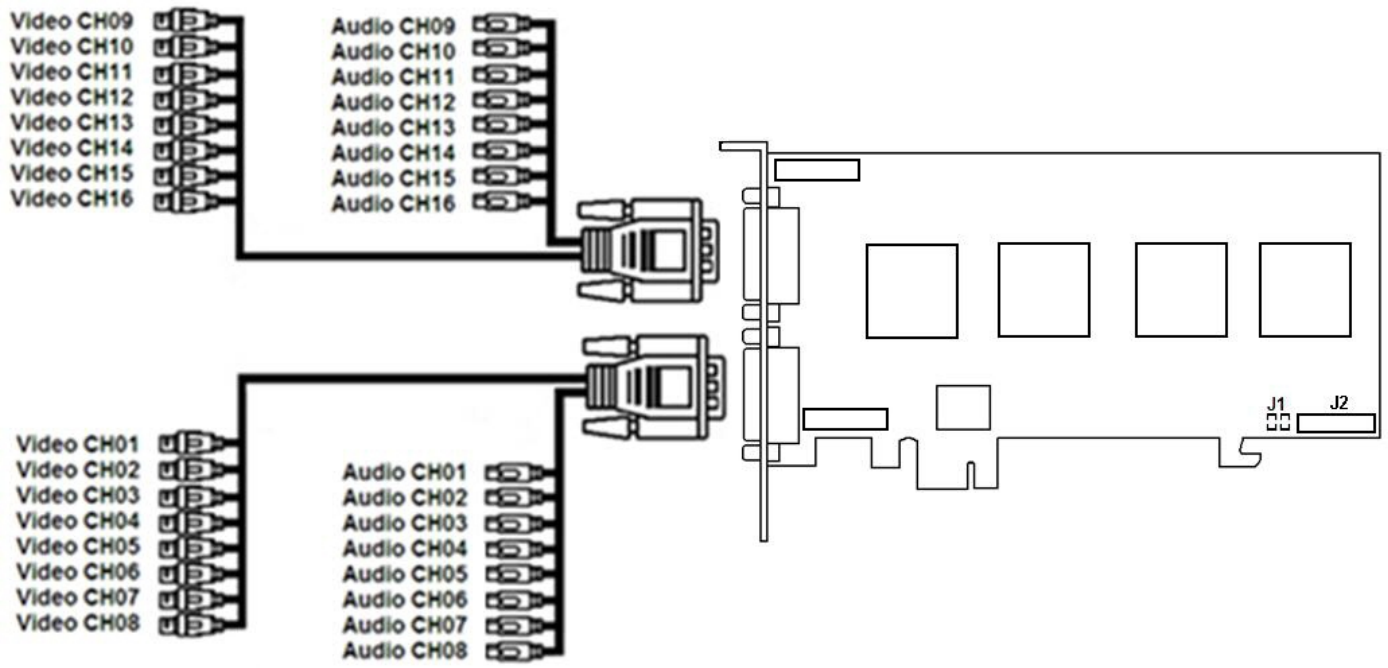 Video CH09
Video CH10
Video CH11
Video CH12
Video CH13
Video CH14
Video CH15
Video CH16
Audio CH09
Audio CH10
Audio CH11
Audio CH12
Audio CH13
Audio CH14
Audio CH15
Audio CH16
J1
J2
Video CH01
Video CH02
Video CH03
Video CH04
Video CH05
Video CH06
Video CH07
Video CH08
Audio CH01
Audio CH02
Audio CH03
Audio CH04
Audio CH05
Audio CH06
Audio CH07
Audio CH08